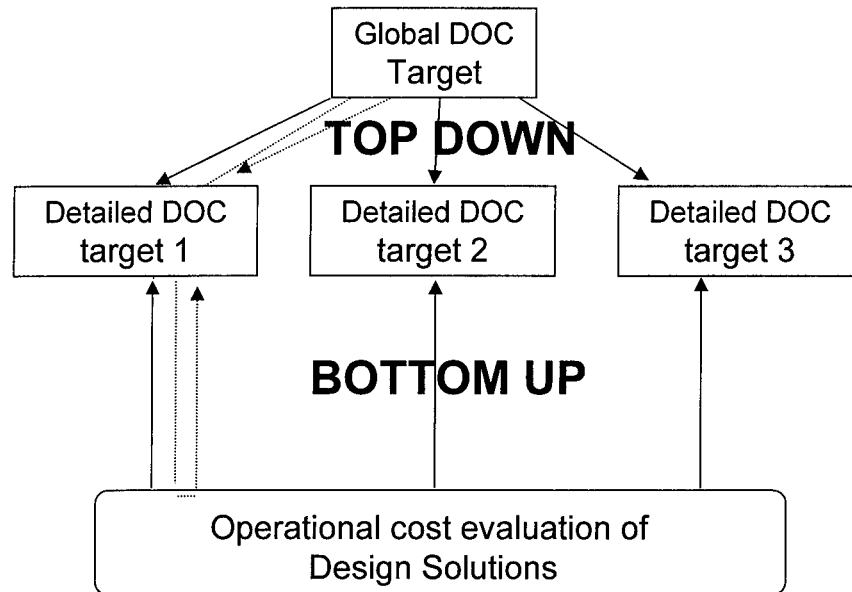 Global DOC
Target
TOP DOWN
Detailed DOC
target 1
Detailed DOC
target 2
Detailed DOC
target 3
BOTTOM UP
Operational cost evaluation of
Design Solutions